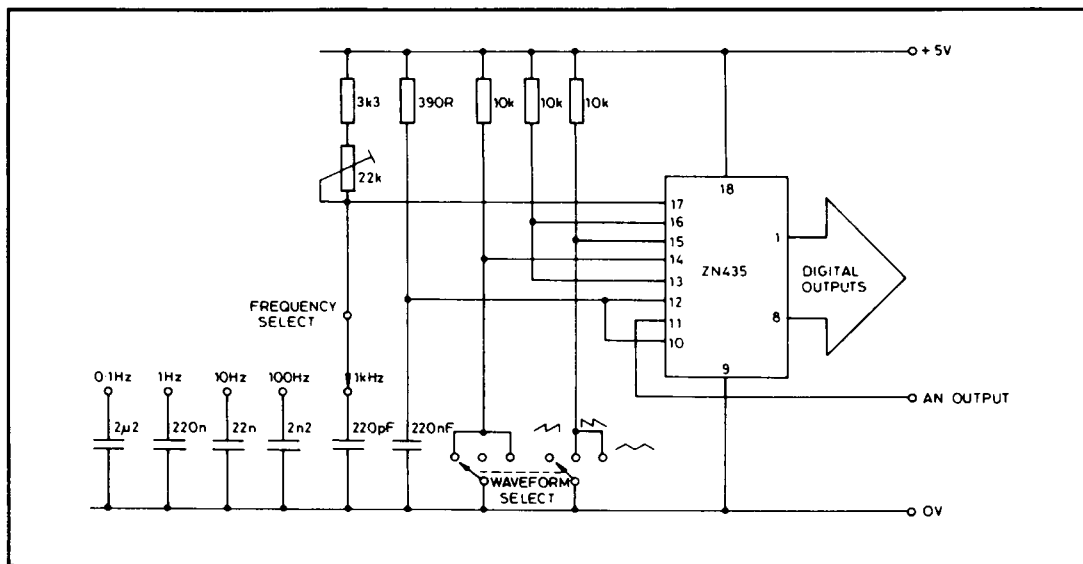 +5V
3k3
390R
10k
10k
10k
22k
18
17
16
15
14
13
12
11
10
ZN435
1
8
9
DIGITAL
OUTPUTS
FREQUENCY
SELECT
0·1Hz
1Hz
10Hz
100Hz
1kHz
AN OUTPUT
2µ2
220n
22n
2n2
220pF
220nF
WAVEFORM
SELECT
0V